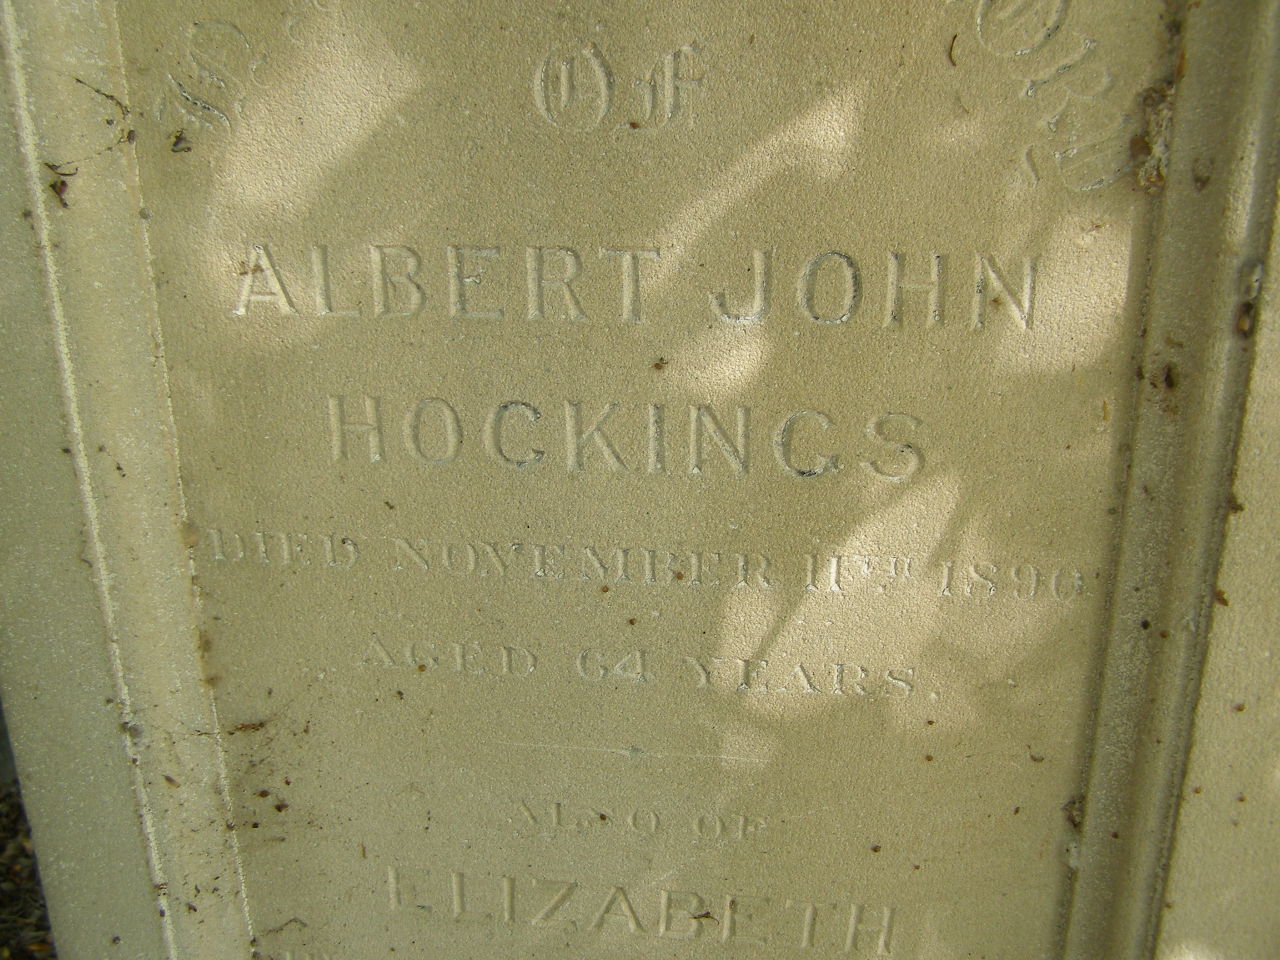 OF
ALBERT JOHN
HOCKINGS
DIED NOVEMBER 11TH 1890
AGED 64 YEARS.
ALSO OF
ELIZABETH